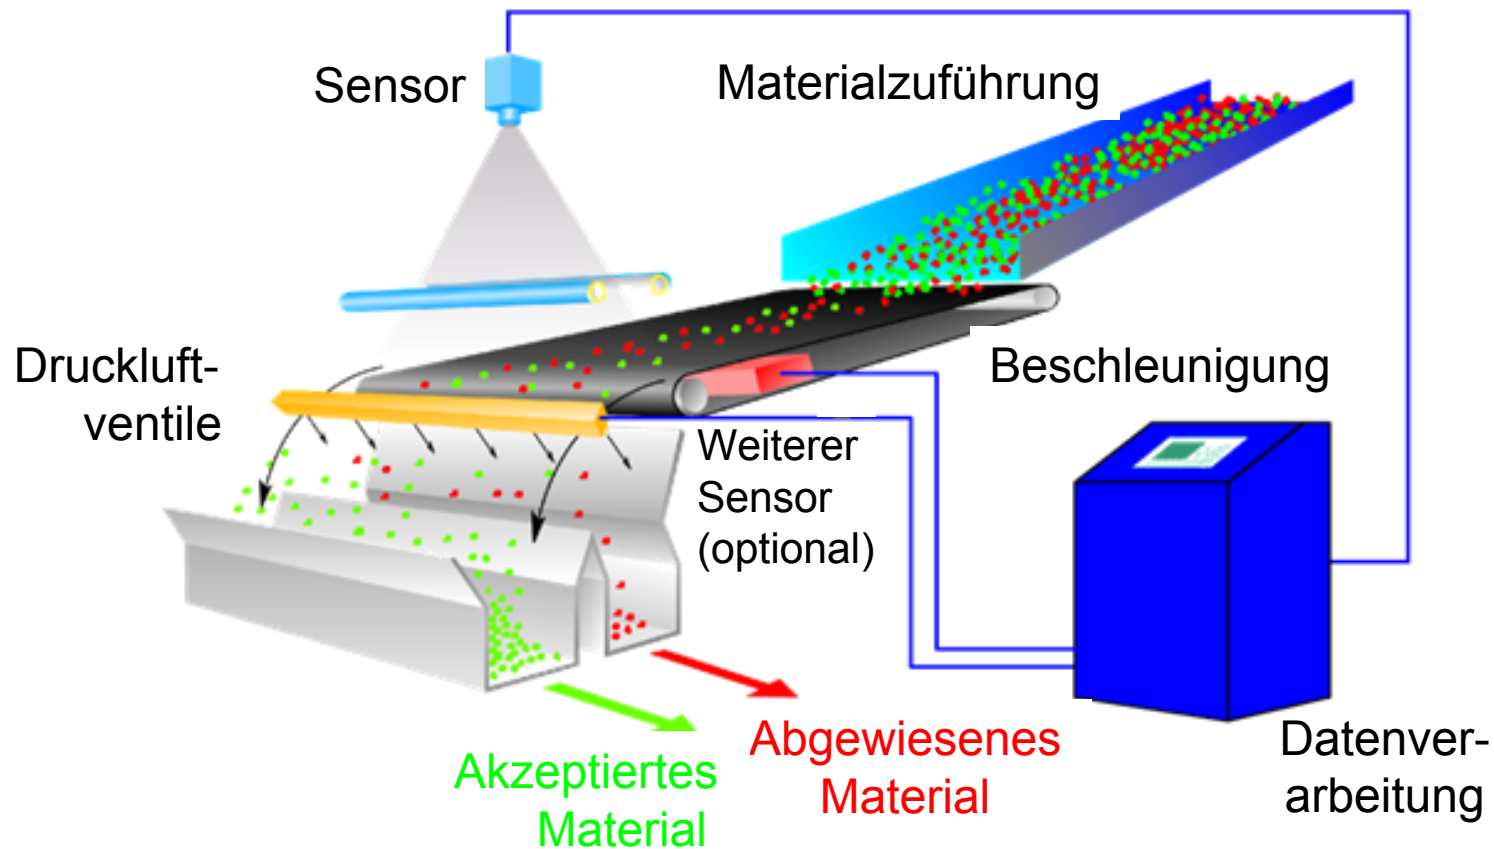 Sensor
Materialzuführung
Druckluft-
ventile
Beschleunigung
Weiterer
Sensor
(optional)
Abgewiesenes
Material
Akzeptiertes
Material
Datenver-
arbeitung